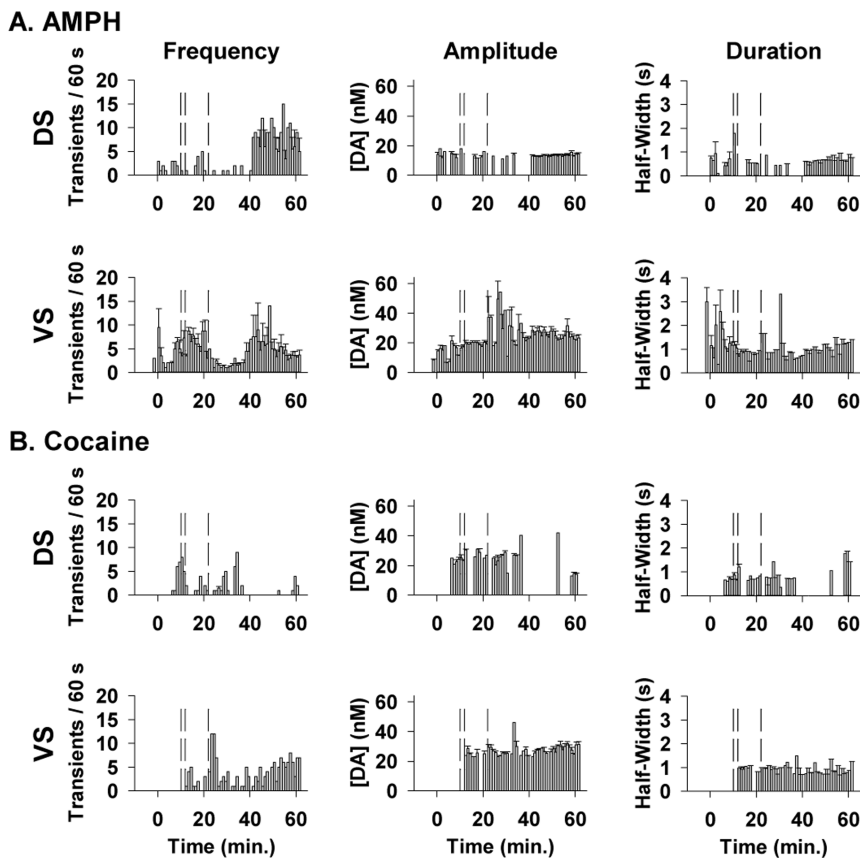 A. AMPH
Frequency Amplitude Duration
DS
Transients / 60 s
20
15
10
5
0
0 20 40 60
[DA] (nM)
60
40
20
0
0 20 40 60
Half-Width (s)
4
3
2
1
0
0 20 40 60
VS
Transients / 60 s
20
15
10
5
0
0 20 40 60
[DA] (nM)
60
40
20
0
0 20 40 60
Half-Width (s)
4
3
2
1
0
0 20 40 60
B. Cocaine
DS
Transients / 60 s
20
15
10
5
0
0 20 40 60
[DA] (nM)
60
40
20
0
0 20 40 60
Half-Width (s)
4
3
2
1
0
0 20 40 60
VS
Transients / 60 s
20
15
10
5
0
0 20 40 60
Time (min.)
[DA] (nM)
60
40
20
0
0 20 40 60
Time (min.)
Half-Width (s)
4
3
2
1
0
0 20 40 60
Time (min.)